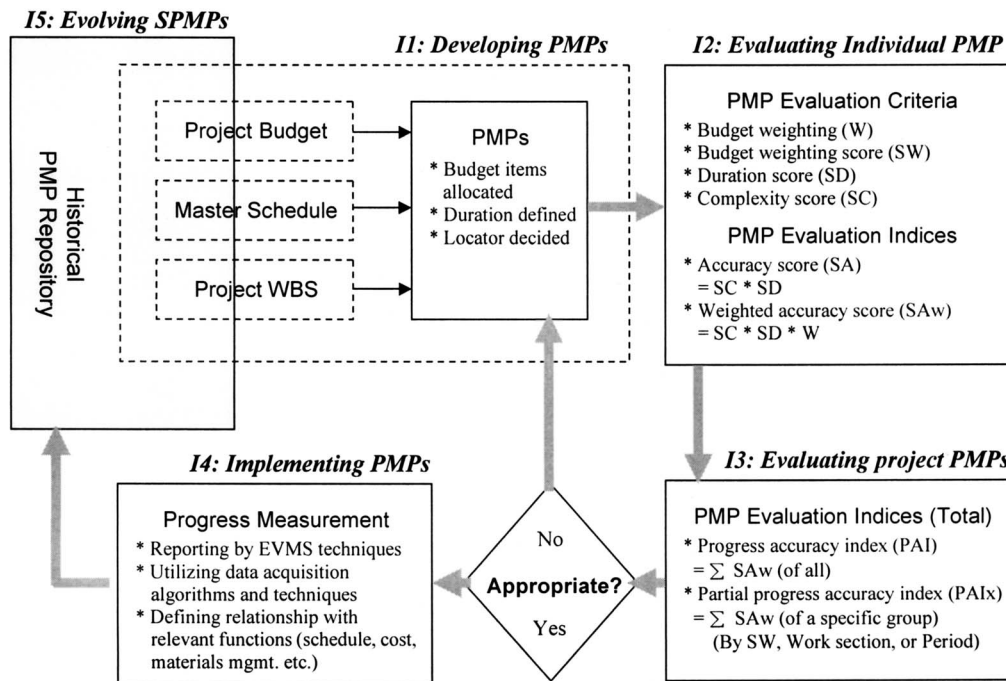 I5: Evolving SPMPs
Historical
PMP Repository
I1: Developing PMPs
Project Budget
Master Schedule
Project WBS
PMPs
* Budget items
allocated
* Duration defined
* Locator decided
I2: Evaluating Individual PMP
PMP Evaluation Criteria
* Budget weighting (W)
* Budget weighting score (SW)
* Duration score (SD)
* Complexity score (SC)
PMP Evaluation Indices
* Accuracy score (SA)
= SC * SD
* Weighted accuracy score (SAw)
= SC * SD * W
I3: Evaluating project PMPs
PMP Evaluation Indices (Total)
* Progress accuracy index (PAI)
= ∑ SAw (of all)
* Partial progress accuracy index (PAIx)
= ∑ SAw (of a specific group)
(By SW, Work section, or Period)
No
Appropriate?
Yes
I4: Implementing PMPs
Progress Measurement
* Reporting by EVMS techniques
* Utilizing data acquisition
algorithms and techniques
* Defining relationship with
relevant functions (schedule, cost,
materials mgmt. etc.)